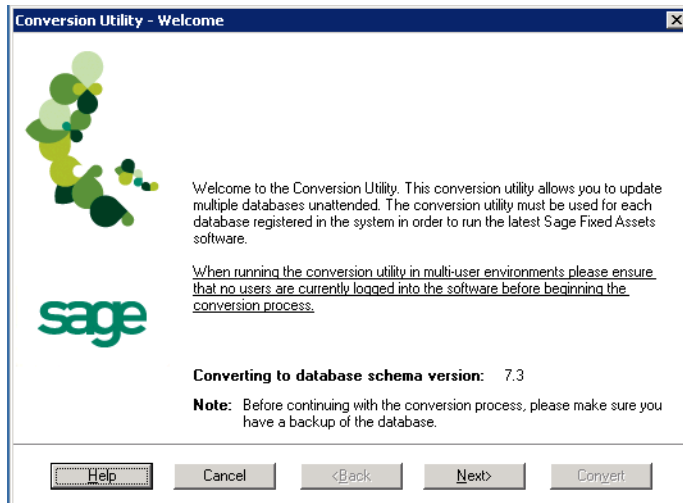 Conversion Utility - Welcome
Welcome to the Conversion Utility. This conversion utility allows you to update
multiple databases unattended. The conversion utility must be used for each
database registered in the system in order to run the latest Sage Fixed Assets
software.
When running the conversion utility in multi-user environments please ensure
that no users are currently logged into the software before beginning the
conversion process.
sage
Converting to database schema version: 7.3
Note: Before continuing with the conversion process, please make sure you
have a backup of the database.
Help Cancel <Back Next> Convert